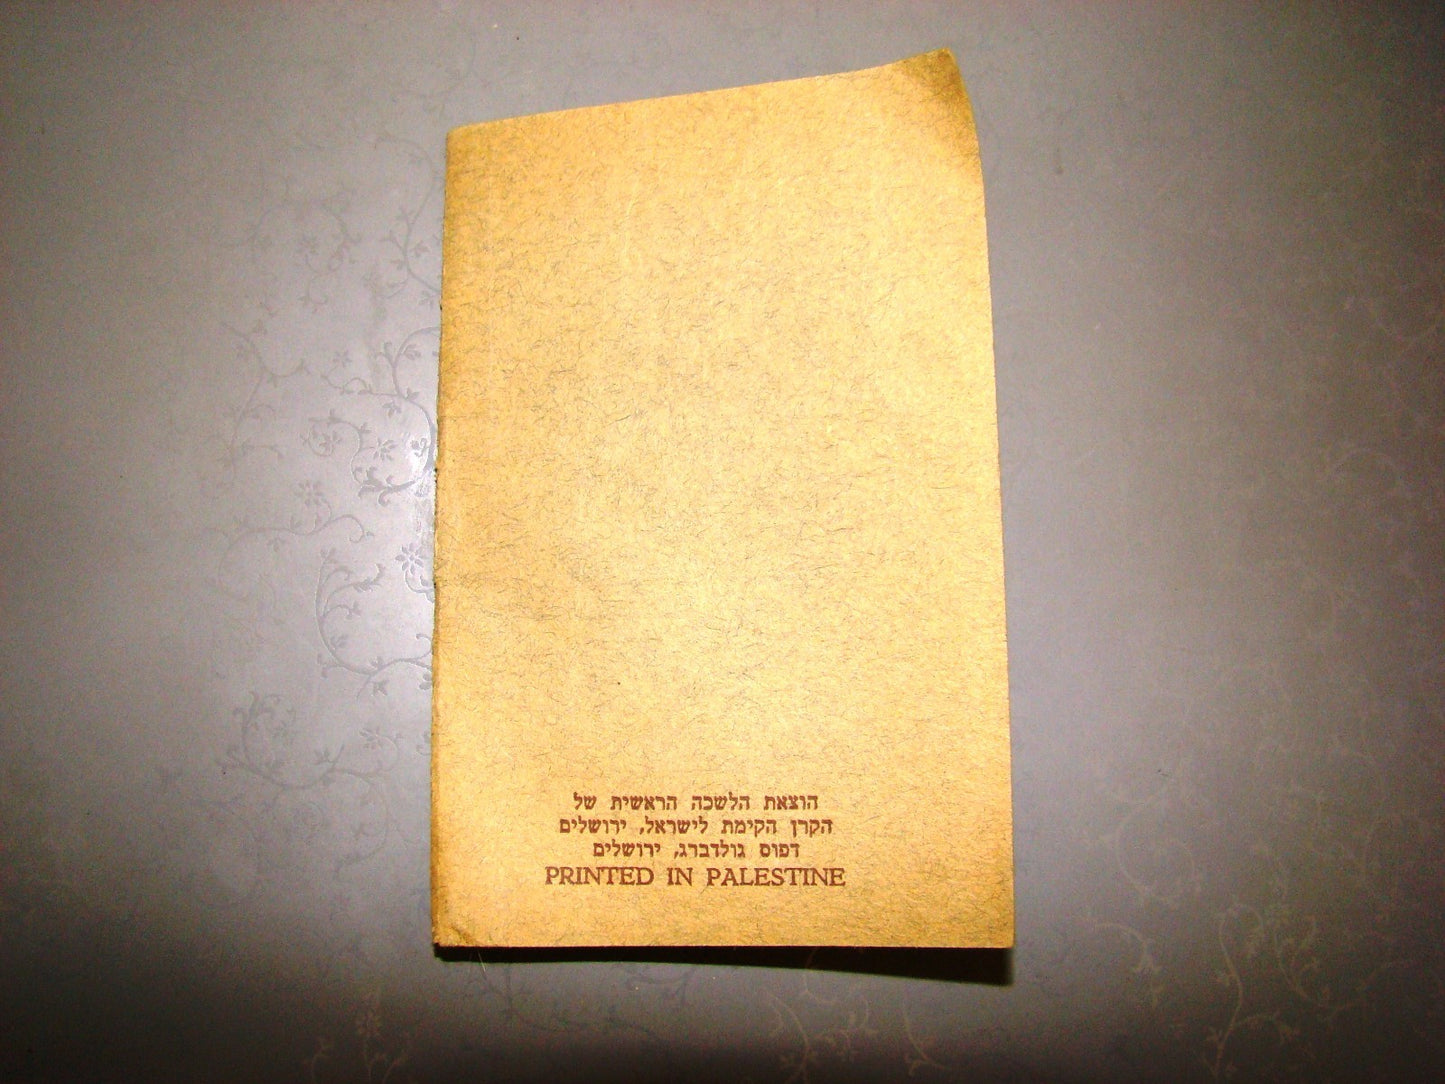 הוצאת הלשכה הראשית של
הקרן הקימת לישראל, ירושלים
דפוס גולדברג, ירושלים
PRINTED IN PALESTINE